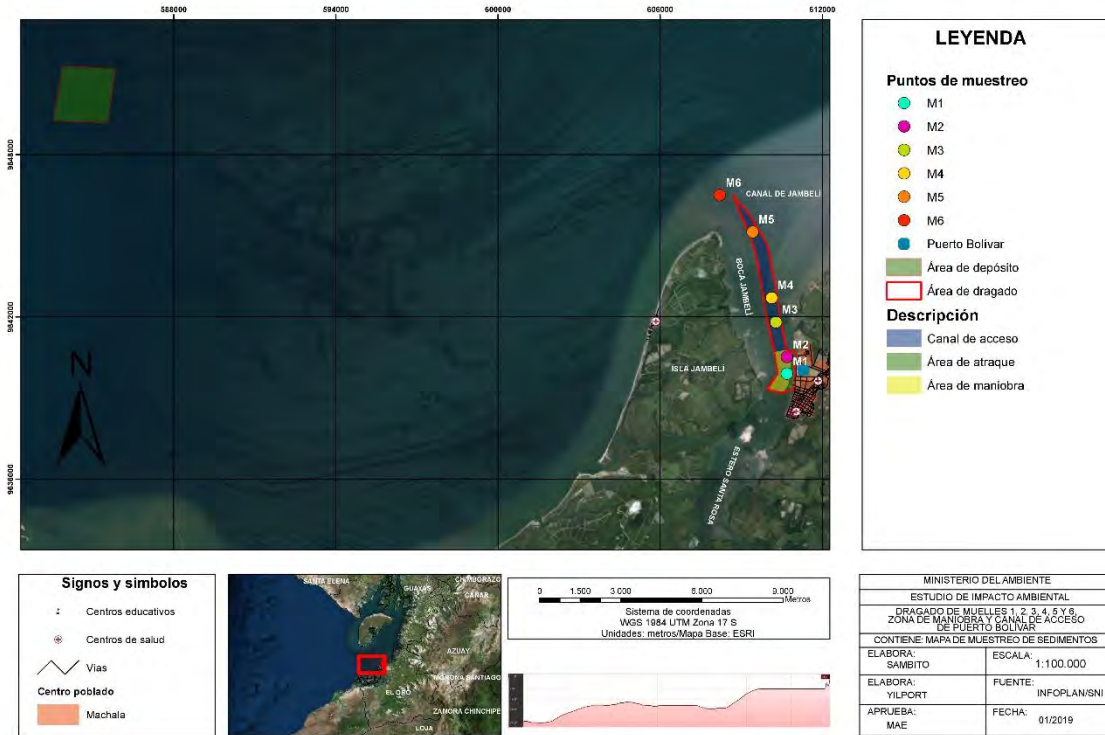 588000
594000
600000
606000
612000
9648000
9642000
9636000
M6
CANAL DE JAMBELÍ
M5
BOCA JAMBELÍ
M4
M3
M2
M1
ISLA JAMBELÍ
ESTERO SANTA ROSA
N
LEYENDA
Puntos de muestreo
M1
M2
M3
M4
M5
M6
Puerto Bolívar
Área de depósito
Área de dragado
Descripción
Canal de acceso
Área de atraque
Área de maniobra
Signos y simbolos
Centros educativos
Centros de salud
Vias
Centro poblado
Machala
SANTA ELENA
GUAYAS
CHIMBORAZO
CAÑAR
AZUAY
MORONA SANTIAGO
EL ORO
ZAMORA CHINCHIPE
LOJA
0 1.500 3.000 6.000 9.000
Metros
Sistema de coordenadas
WGS 1984 UTM Zona 17 S
Unidades: metros/Mapa Base: ESRI
MINISTERIO DEL AMBIENTE
ESTUDIO DE IMPACTO AMBIENTAL
DRAGADO DE MUELLES 1, 2, 3, 4, 5 Y 6,
ZONA DE MANIOBRA Y CANAL DE ACCESO
DE PUERTO BOLIVAR
CONTIENE: MAPA DE MUESTREO DE SEDIMENTOS
ELABORA:
SAMBITO
ESCALA:
1:100.000
ELABORA:
YILPORT
FUENTE:
INFOPLAN/SNI
APRUEBA:
MAE
FECHA:
01/2019